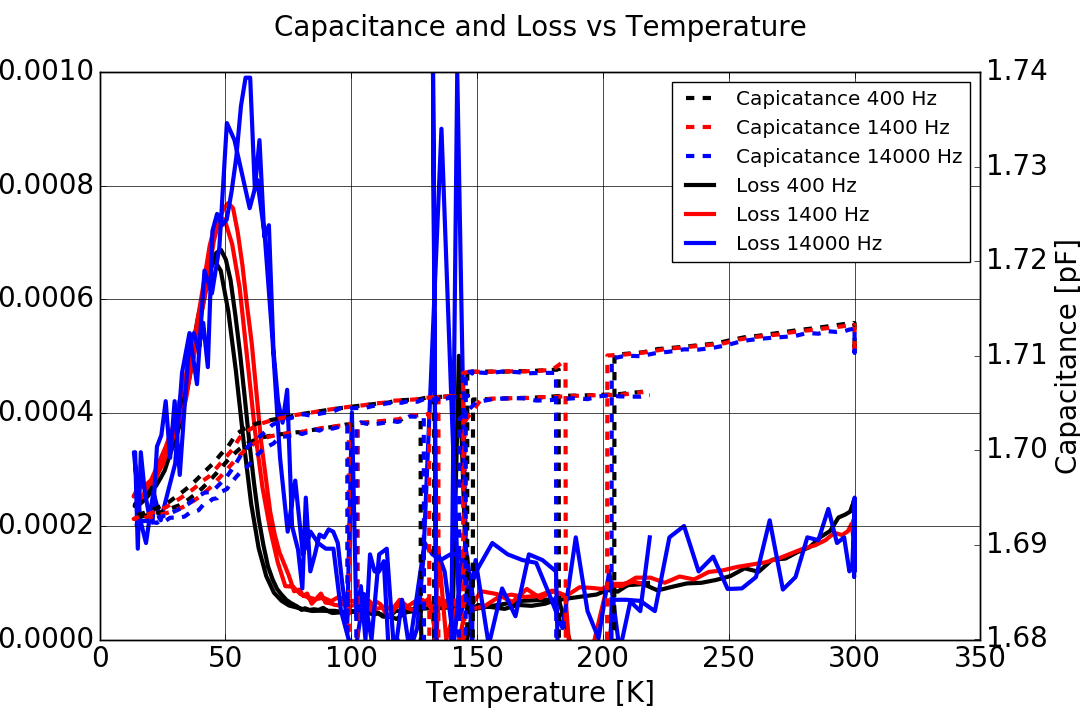 Capacitance and Loss vs Temperature
0.0010
0.0008
0.0006
0.0004
0.0002
0.0000
1.74
1.73
1.72
1.71
1.70
1.69
1.68
Capicatance 400 Hz
Capicatance 1400 Hz
Capicatance 14000 Hz
Loss 400 Hz
Loss 1400 Hz
Loss 14000 Hz
Capacitance [pF]
0 50 100 150 200 250 300 350
Temperature [K]